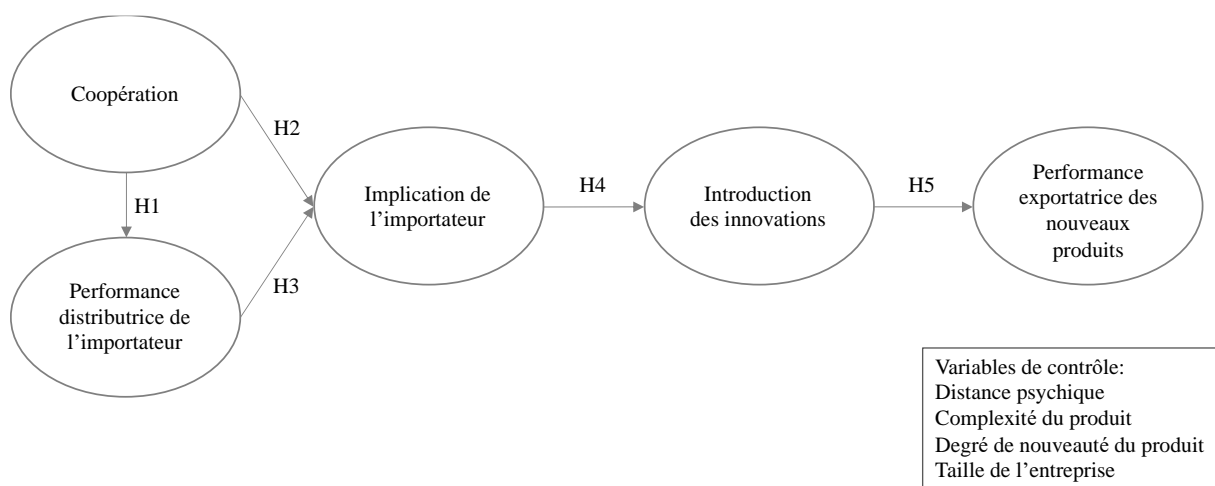 Coopération
H1
H2
Performance
distributrice de
l’importateur
H3
Implication de
l’importateur
H4
Introduction
des innovations
H5
Performance
exportatrice des
nouveaux
produits
Variables de contrôle:
Distance psychique
Complexité du produit
Degré de nouveauté du produit
Taille de l’entreprise